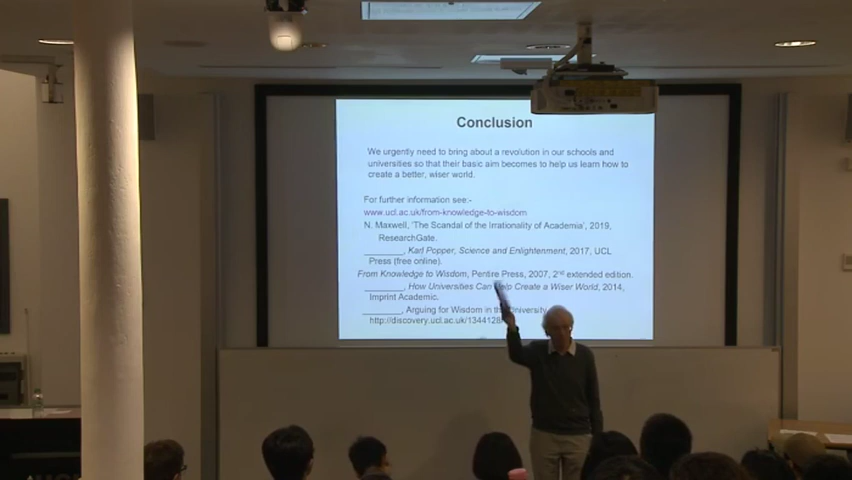 Conclusion
We urgently need to bring about a revolution in our schools and
universities so that their basic aim becomes to help us learn how to
create a better, wiser world.
For further information see:-
www.ucl.ac.uk/from-knowledge-to-wisdom
N. Maxwell, 'The Scandal of the Irrationality of Academia', 2019,
ResearchGate.
________, Karl Popper, Science and Enlightenment, 2017, UCL
Press (free online).
From Knowledge to Wisdom, Pentire Press, 2007, 2nd extended edition.
________, How Universities Can Help Create a Wiser World, 2014,
Imprint Academic.
________, Arguing for Wisdom in the University
http://discovery.ucl.ac.uk/1344128